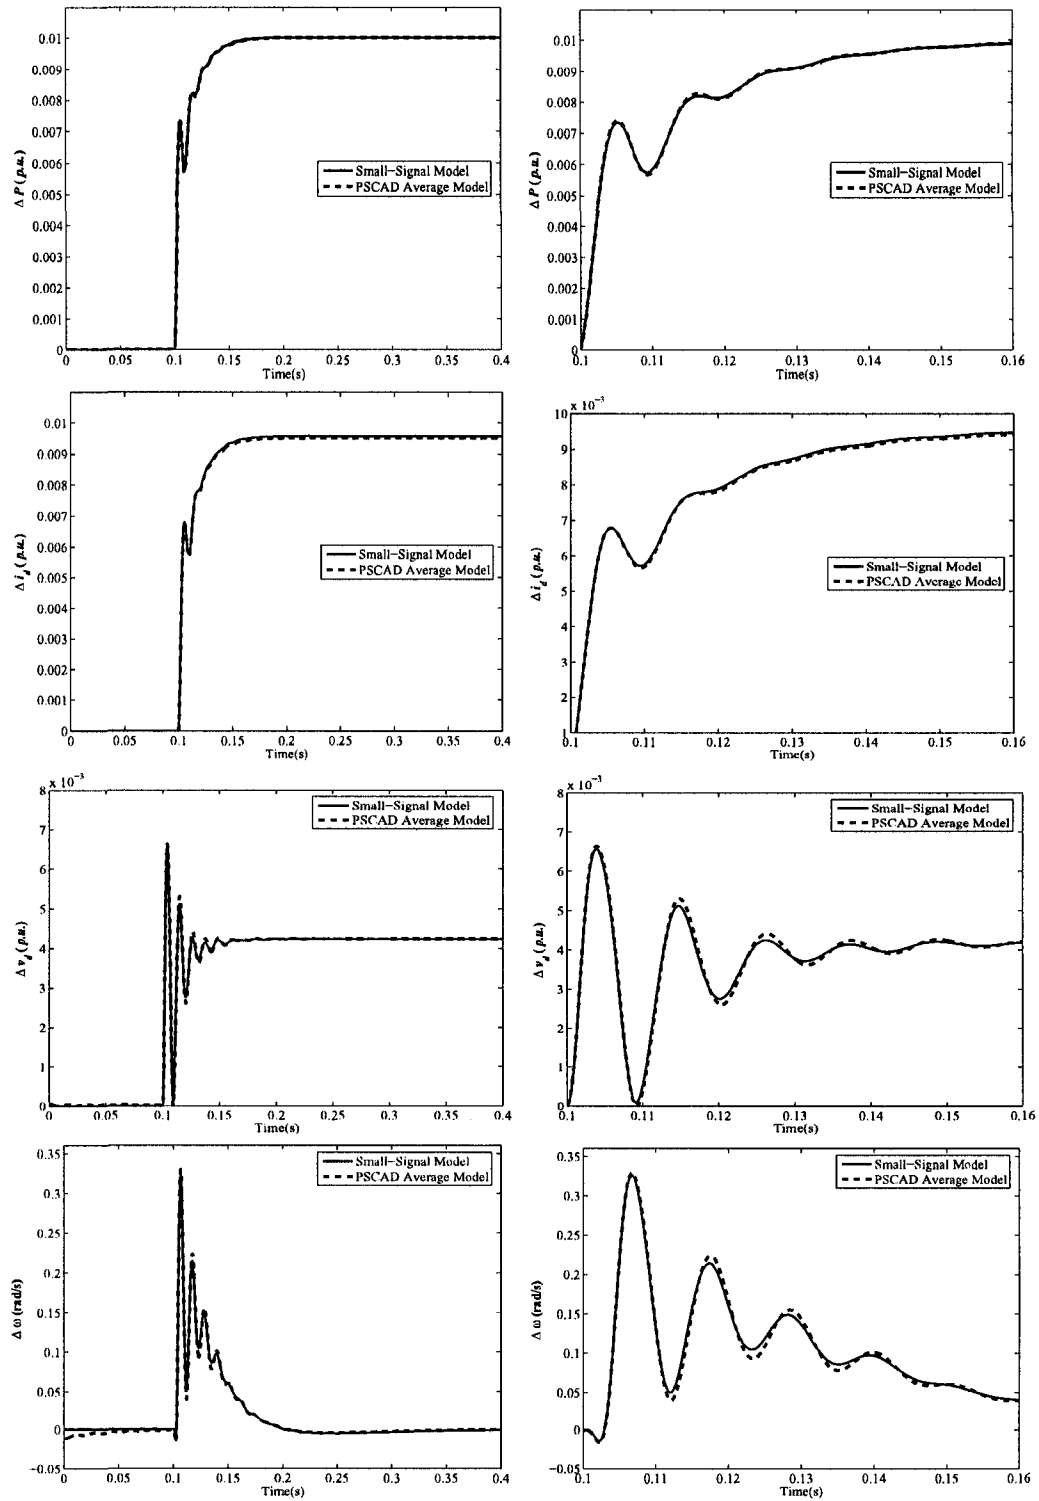 0.01
0.009
0.008
0.007
0.006
0.005
0.004
0.003
0.002
0.001
0
Δ P (p.u.)
Small-Signal Model
PSCAD Average Model
0 0.05 0.1 0.15 0.2 0.25 0.3 0.35 0.4
Time(s)
0.01
0.009
0.008
0.007
0.006
0.005
0.004
0.003
0.002
0.001
0
Δ P (p.u.)
Small-Signal Model
PSCAD Average Model
0.1 0.11 0.12 0.13 0.14 0.15 0.16
Time(s)
0.01
0.009
0.008
0.007
0.006
0.005
0.004
0.003
0.002
0.001
0
Δ i_d (p.u.)
Small-Signal Model
PSCAD Average Model
0 0.05 0.1 0.15 0.2 0.25 0.3 0.35 0.4
Time(s)
x 10⁻³
10
9
8
7
6
5
4
3
2
1
Δ i_d (p.u.)
Small-Signal Model
PSCAD Average Model
0.1 0.11 0.12 0.13 0.14 0.15 0.16
Time(s)
x 10⁻³
8
7
6
5
4
3
2
1
0
Δ v_d (p.u.)
Small-Signal Model
PSCAD Average Model
0 0.05 0.1 0.15 0.2 0.25 0.3 0.35 0.4
Time(s)
x 10⁻³
8
7
6
5
4
3
2
1
0
Δ v_d (p.u.)
Small-Signal Model
PSCAD Average Model
0.1 0.11 0.12 0.13 0.14 0.15 0.16
Time(s)
0.35
0.3
0.25
0.2
0.15
0.1
0.05
0
-0.05
Δ ω (rad/s)
Small-Signal Model
PSCAD Average Model
0 0.05 0.1 0.15 0.2 0.25 0.3 0.35 0.4
Time(s)
0.35
0.3
0.25
0.2
0.15
0.1
0.05
0
-0.05
Δ ω (rad/s)
Small-Signal Model
PSCAD Average Model
0.1 0.11 0.12 0.13 0.14 0.15 0.16
Time(s)